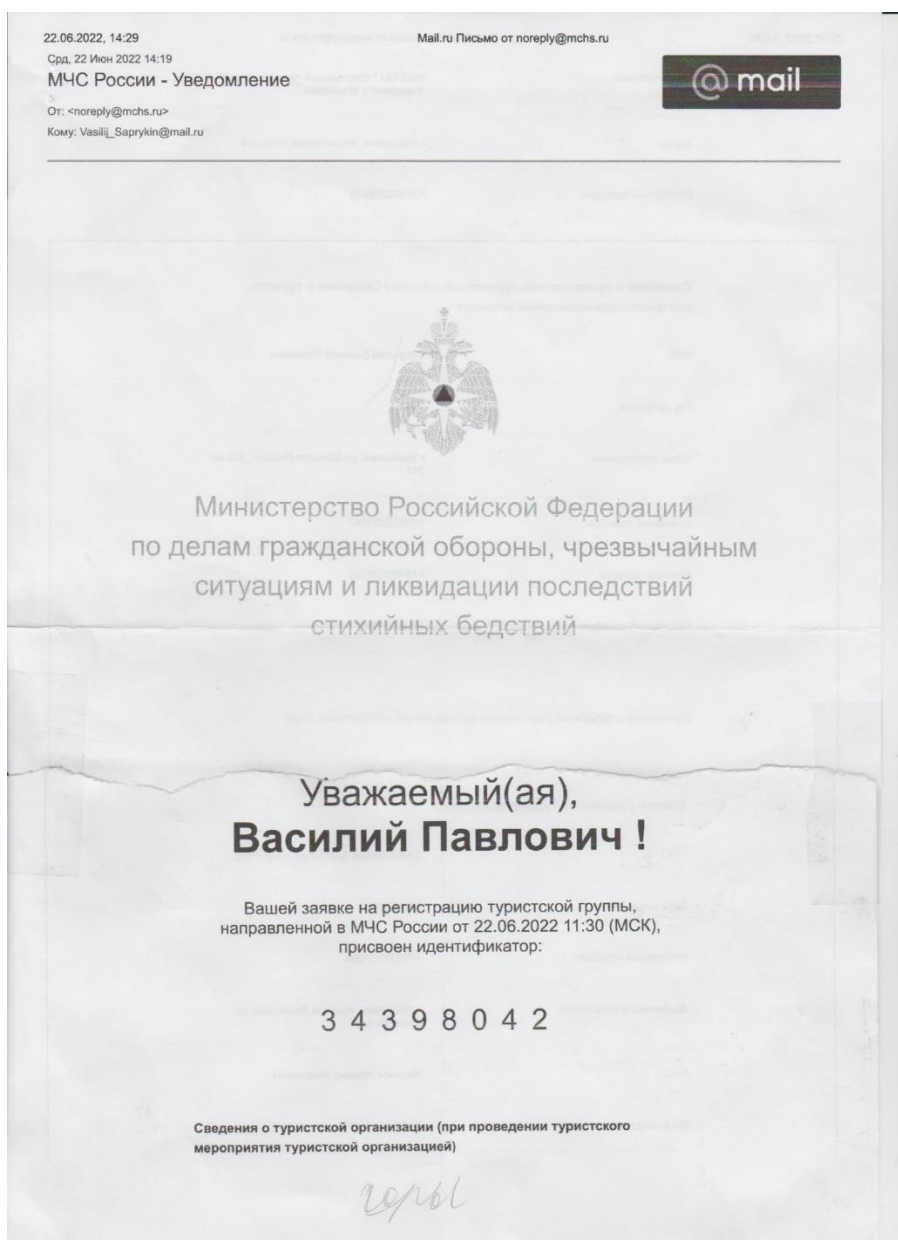 22.06.2022, 14:29
Mail.ru Письмо от noreply@mchs.ru
Срд, 22 Июн 2022 14:19
МЧС России - Уведомление
@ mail
От: <noreply@mchs.ru>
Кому: Vasilij_Saprykin@mail.ru
Министерство Российской Федерации
по делам гражданской обороны, чрезвычайным
ситуациям и ликвидации последствий
стихийных бедствий
Уважаемый(ая),
Василий Павлович !
Вашей заявке на регистрацию туристской группы,
направленной в МЧС России от 22.06.2022 11:30 (МСК),
присвоен идентификатор:
3 4 3 9 8 0 4 2
Сведения о туристской организации (при проведении туристского
мероприятия туристской организацией)
горы